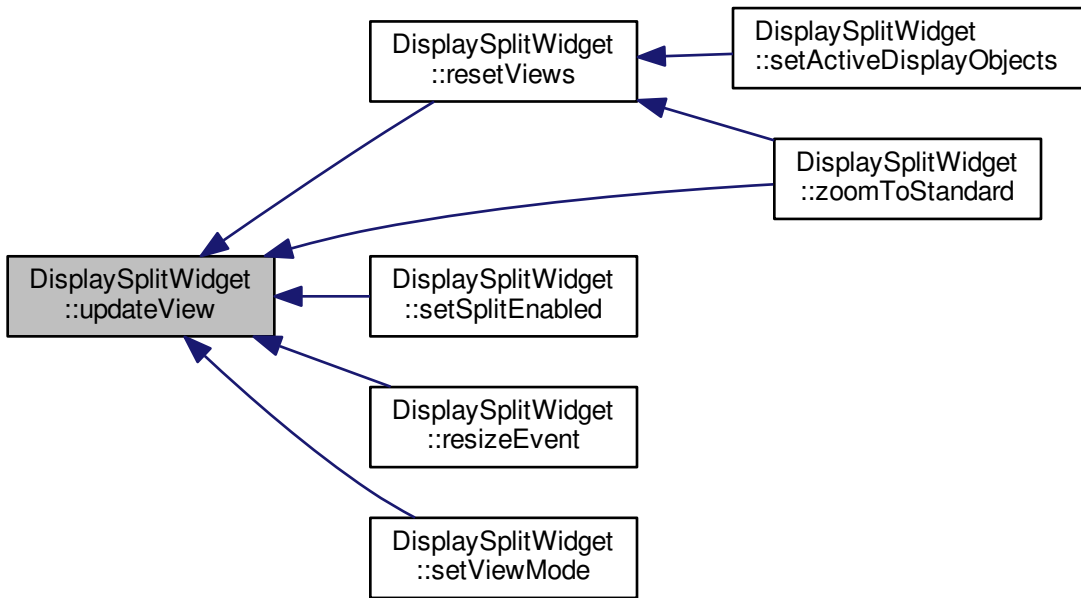 DisplaySplitWidget
::resetViews
DisplaySplitWidget
::setActiveDisplayObjects
DisplaySplitWidget
::zoomToStandard
DisplaySplitWidget
::updateView
DisplaySplitWidget
::setSplitEnabled
DisplaySplitWidget
::resizeEvent
DisplaySplitWidget
::setViewMode